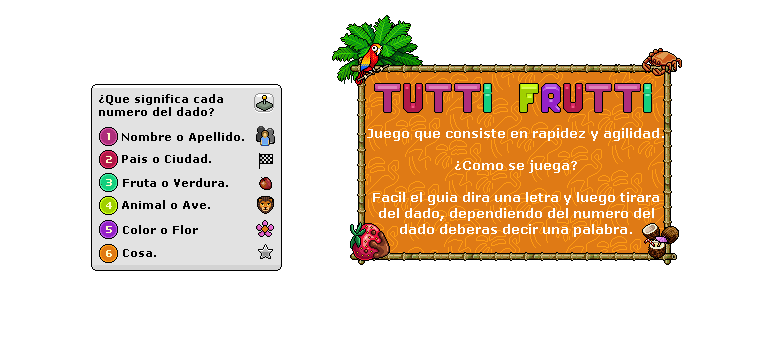 ¿Que significa cada
numero del dado?
1 Nombre o Apellido.
2 Pais o Ciudad.
3 Fruta o Verdura.
4 Animal o Ave.
5 Color o Flor
6 Cosa.
TUTTI FRUTTI
Juego que consiste en rapidez y agilidad.
¿Como se juega?
Facil el guia dira una letra y luego tirara
del dado, dependiendo del numero del
dado deberas decir una palabra.